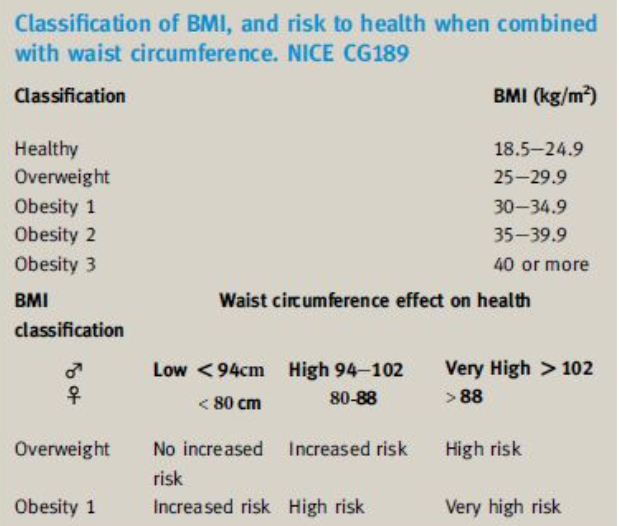 Classification of BMI, and risk to health when combined
with waist circumference. NICE CG189
Classification BMI (kg/m²)
Healthy 18.5–24.9
Overweight 25–29.9
Obesity 1 30–34.9
Obesity 2 35–39.9
Obesity 3 40 or more
BMI Waist circumference effect on health
classification
♂ Low < 94cm High 94–102 Very High > 102
♀ < 80 cm 80-88 > 88
Overweight No increased Increased risk High risk
risk
Obesity 1 Increased risk High risk Very high risk